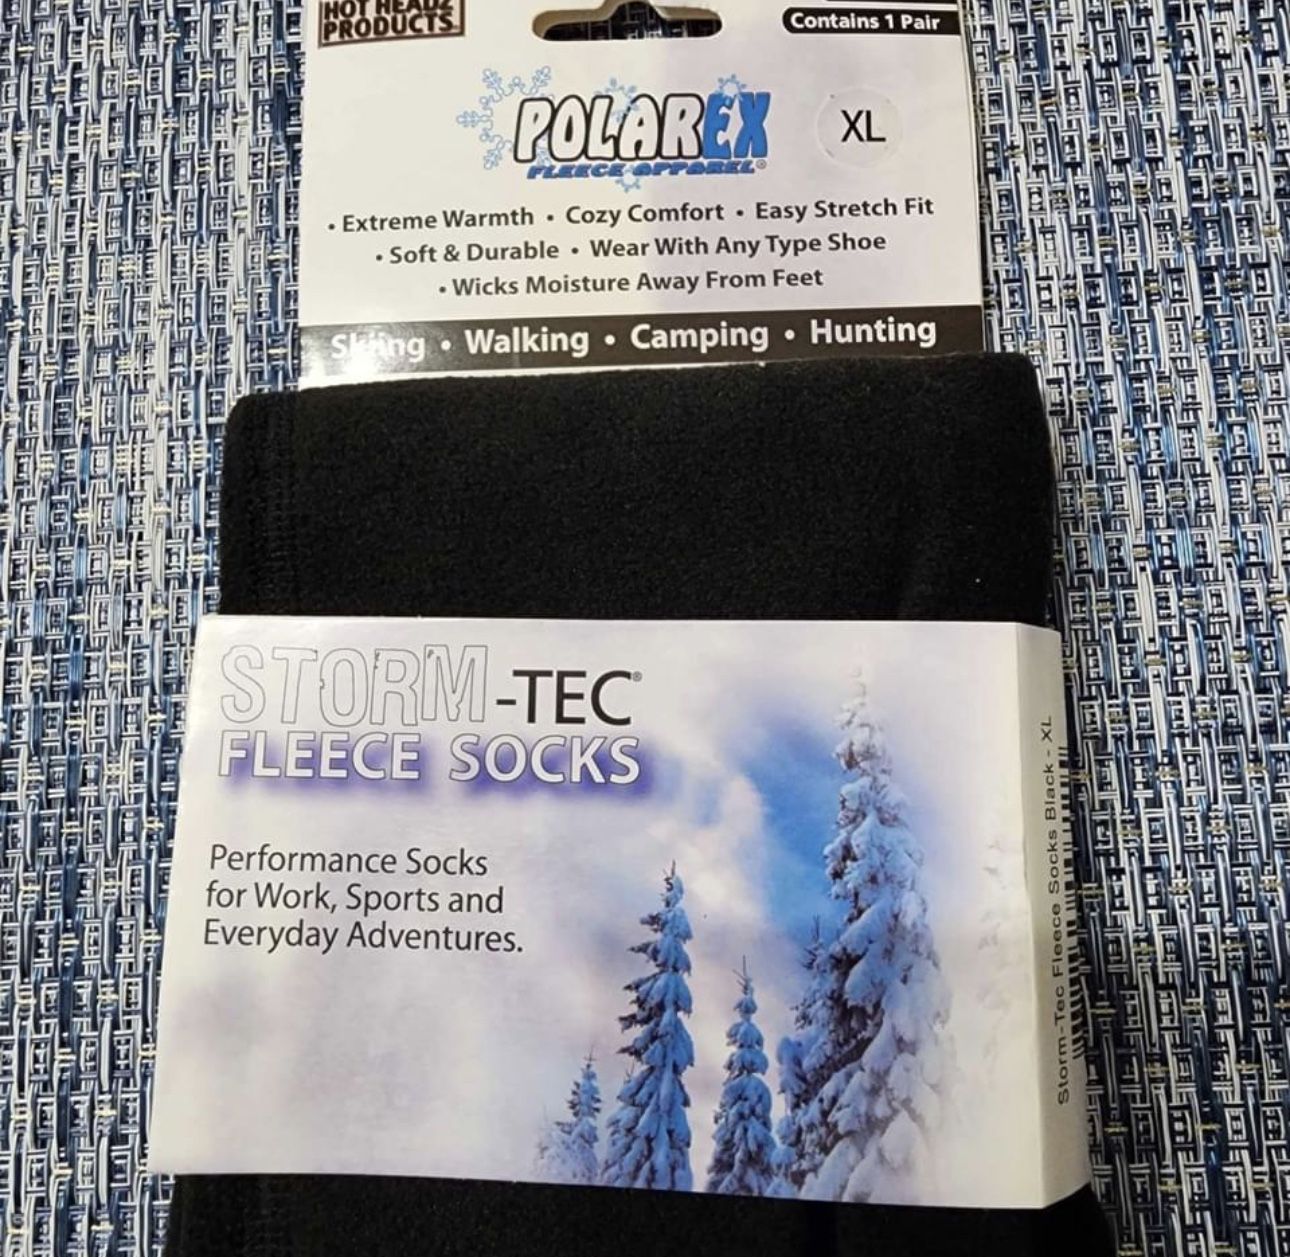 HOT HEADZ
PRODUCTS
Contains 1 Pair
POLAREX
FLEECE APPAREL®
XL
• Extreme Warmth • Cozy Comfort • Easy Stretch Fit
• Soft & Durable • Wear With Any Type Shoe
• Wicks Moisture Away From Feet
Skiing • Walking • Camping • Hunting
STORM-TEC®
FLEECE SOCKS
Performance Socks
for Work, Sports and
Everyday Adventures.
Storm-Tec Fleece Socks Black - XL